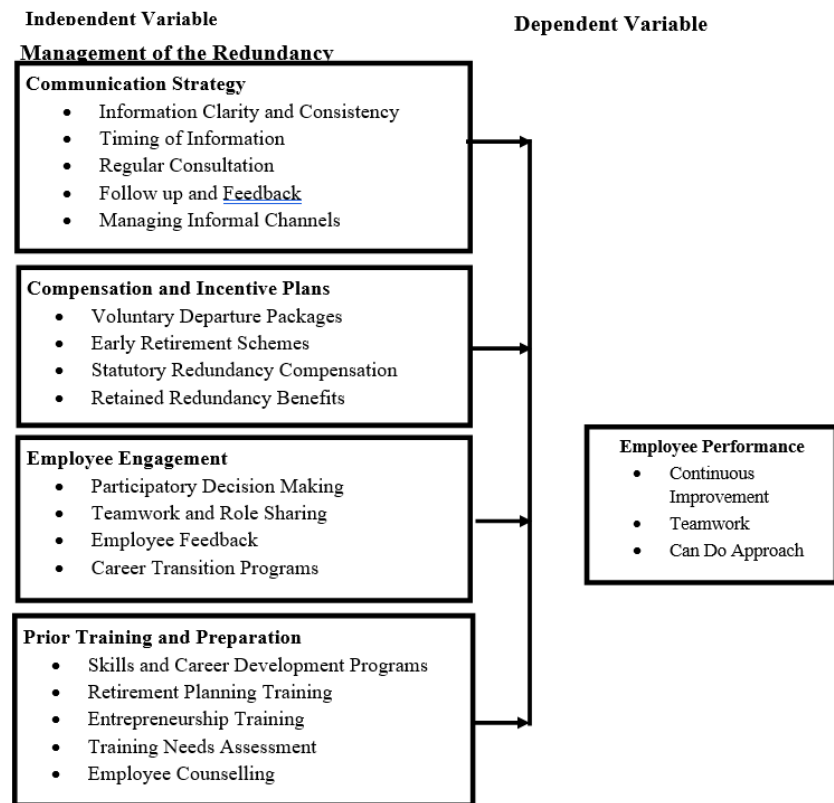 Independent Variable
Dependent Variable
Management of the Redundancy
Communication Strategy
• Information Clarity and Consistency
• Timing of Information
• Regular Consultation
• Follow up and Feedback
• Managing Informal Channels
Compensation and Incentive Plans
• Voluntary Departure Packages
• Early Retirement Schemes
• Statutory Redundancy Compensation
• Retained Redundancy Benefits
Employee Engagement
• Participatory Decision Making
• Teamwork and Role Sharing
• Employee Feedback
• Career Transition Programs
Prior Training and Preparation
• Skills and Career Development Programs
• Retirement Planning Training
• Entrepreneurship Training
• Training Needs Assessment
• Employee Counselling
Employee Performance
• Continuous
Improvement
• Teamwork
• Can Do Approach